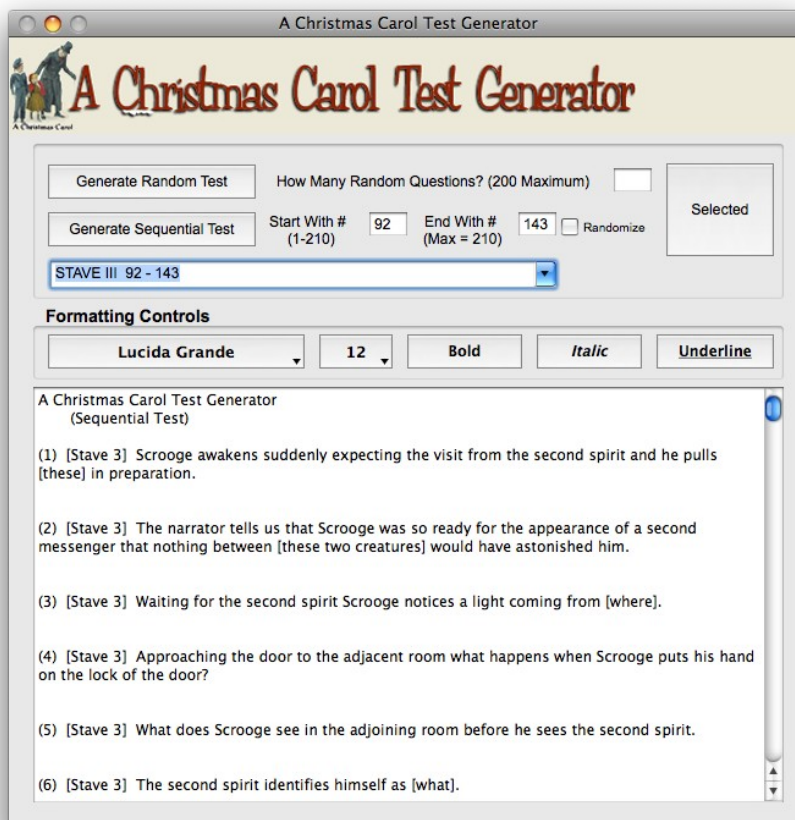 A Christmas Carol Test Generator
A Christmas Carol Test Generator
A Christmas Carol
Generate Random Test
How Many Random Questions? (200 Maximum)
Selected
Generate Sequential Test
Start With #
(1-210)
92
End With #
(Max = 210)
143
Randomize
STAVE III 92 - 143
Formatting Controls
Lucida Grande
12
Bold
Italic
Underline
A Christmas Carol Test Generator
(Sequential Test)
(1) [Stave 3] Scrooge awakens suddenly expecting the visit from the second spirit and he pulls
[these] in preparation.
(2) [Stave 3] The narrator tells us that Scrooge was so ready for the appearance of a second
messenger that nothing between [these two creatures] would have astonished him.
(3) [Stave 3] Waiting for the second spirit Scrooge notices a light coming from [where].
(4) [Stave 3] Approaching the door to the adjacent room what happens when Scrooge puts his hand
on the lock of the door?
(5) [Stave 3] What does Scrooge see in the adjoining room before he sees the second spirit.
(6) [Stave 3] The second spirit identifies himself as [what].